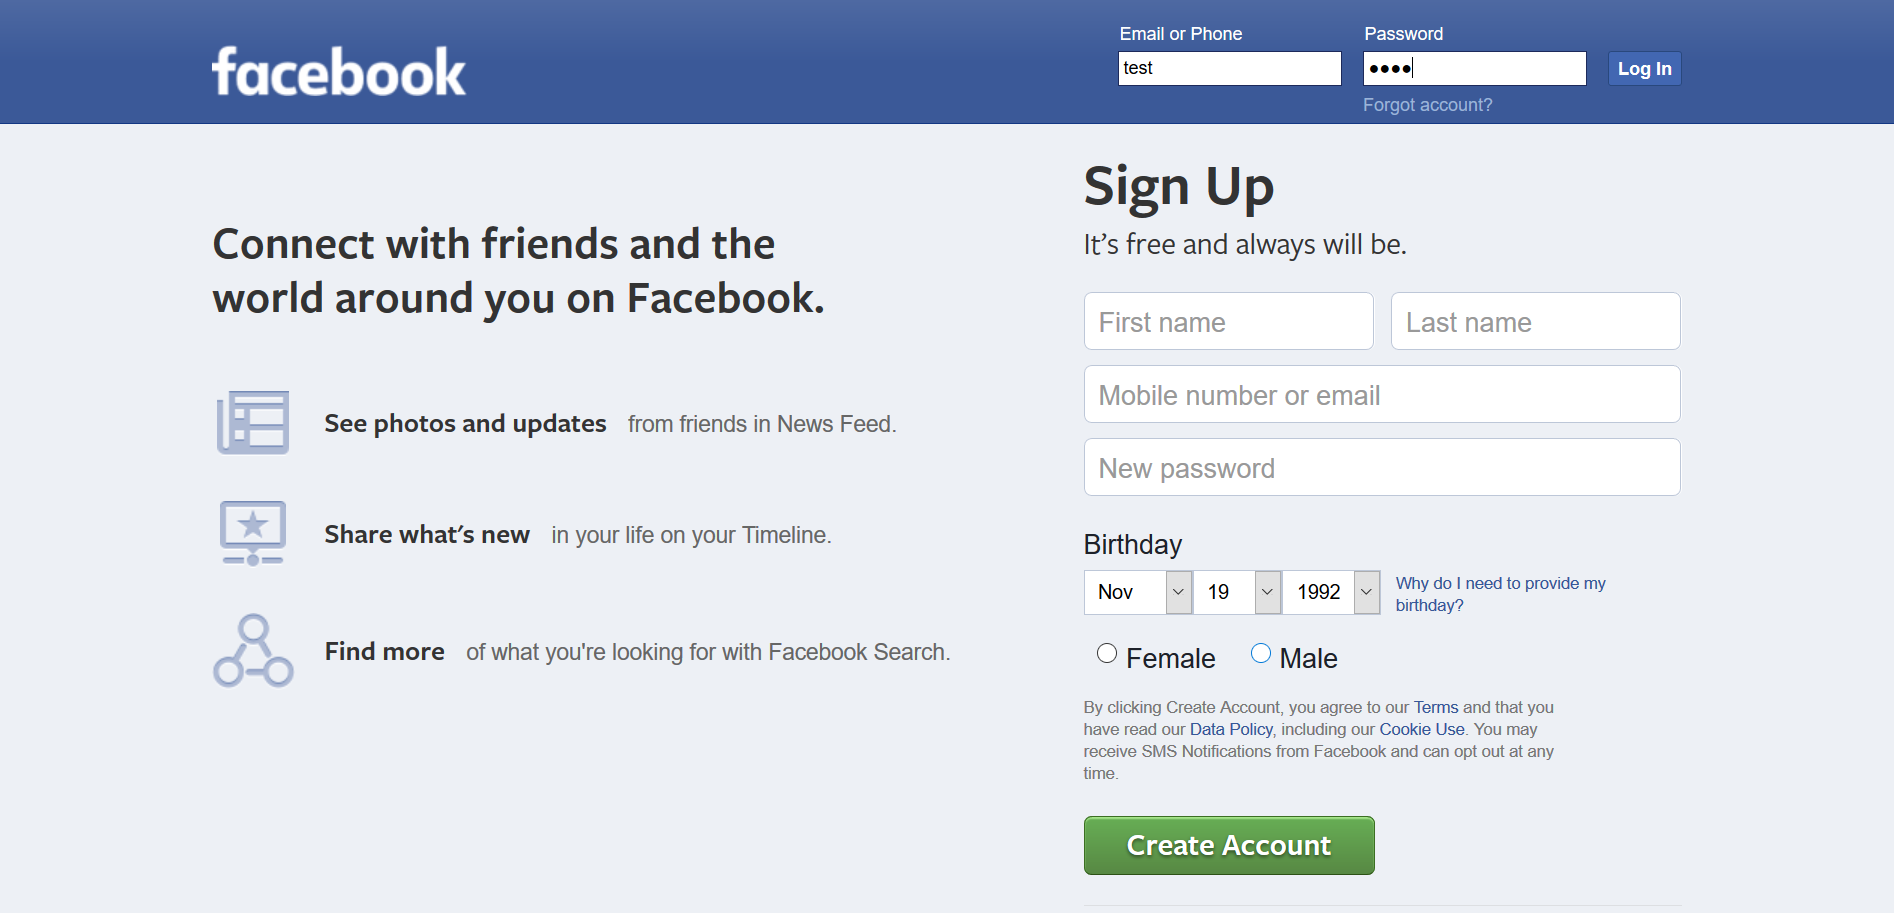 facebook
Email or Phone
Password
test
••••
Log In
Forgot account?
Connect with friends and the
world around you on Facebook.
See photos and updates from friends in News Feed.
Share what's new in your life on your Timeline.
Find more of what you're looking for with Facebook Search.
Sign Up
It's free and always will be.
First name
Last name
Mobile number or email
New password
Birthday
Nov 19 1992
Why do I need to provide my
birthday?
Female Male
By clicking Create Account, you agree to our Terms and that you
have read our Data Policy, including our Cookie Use. You may
receive SMS Notifications from Facebook and can opt out at any
time.
Create Account